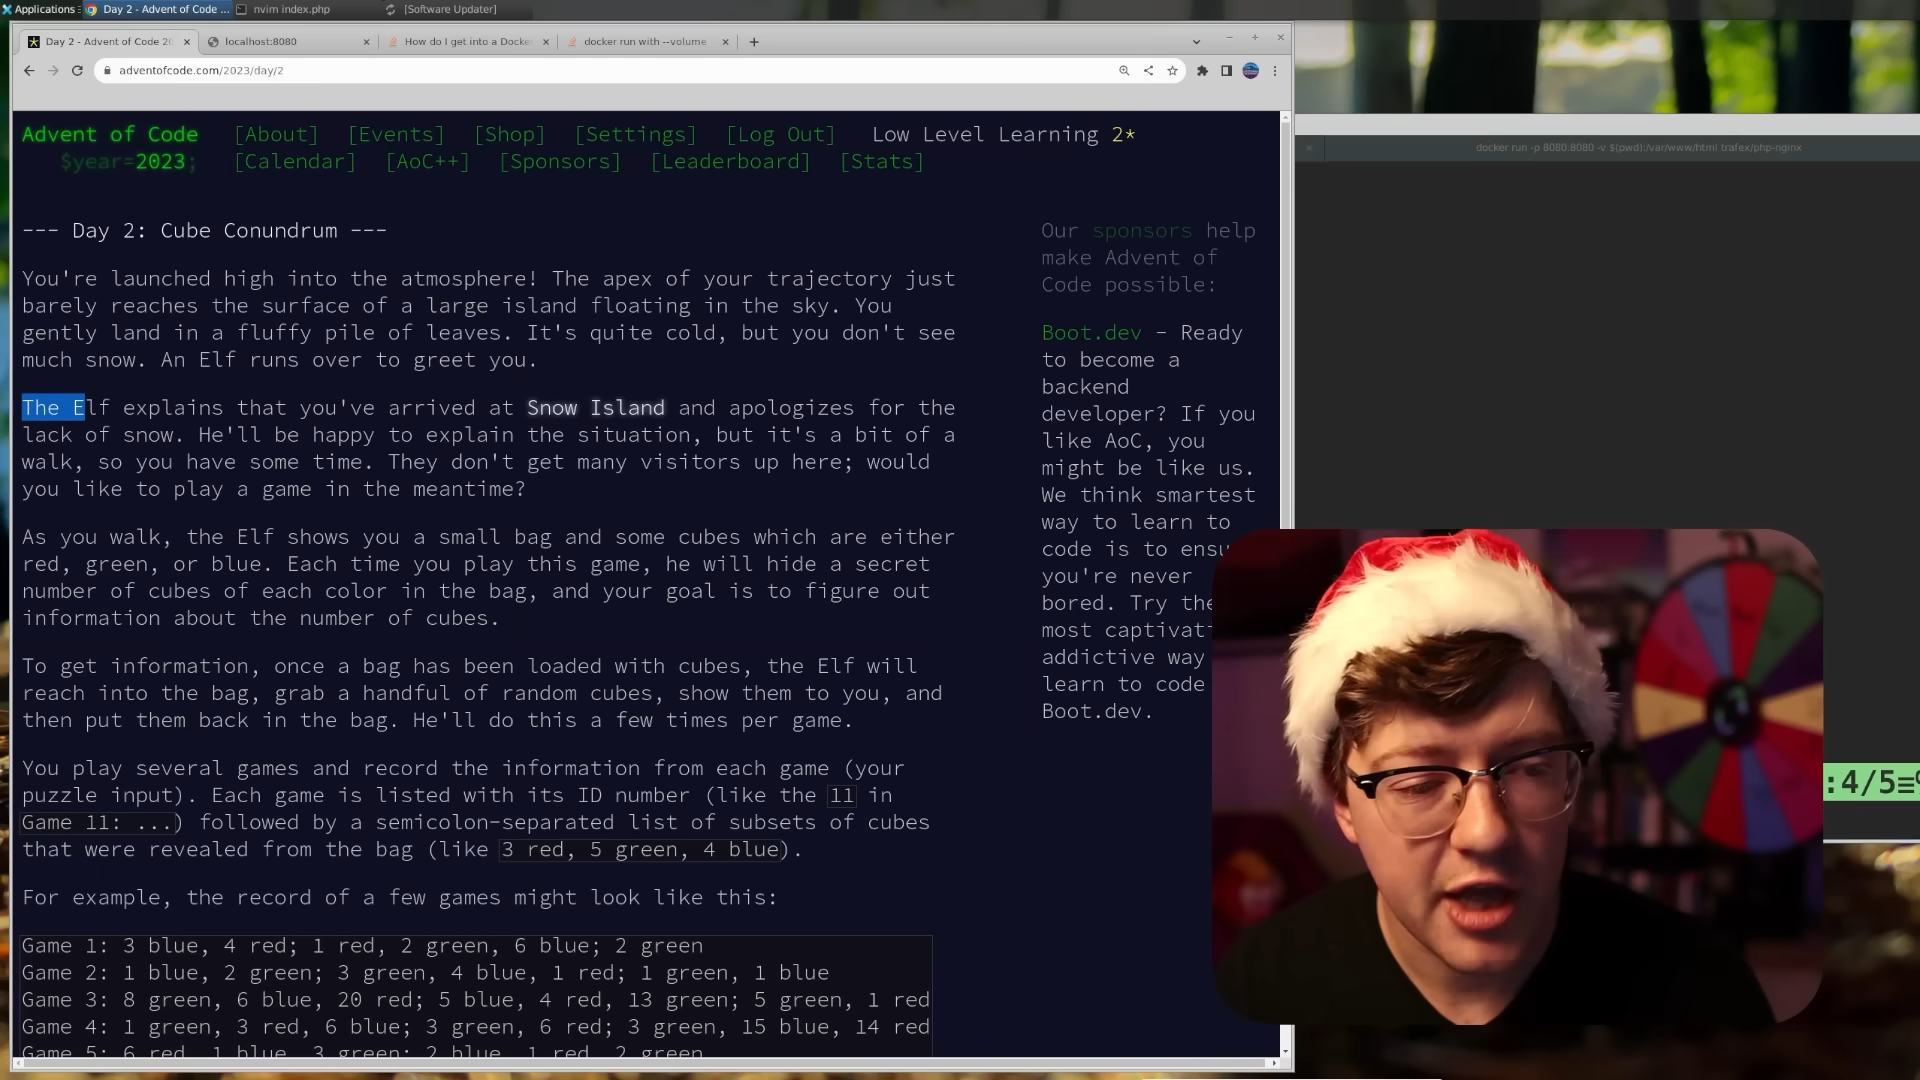 Applications
Day 2 - Advent of Code ...
nvim index.php
[Software Updater]
Day 2 - Advent of Code 20
localhost:8080
How do I get into a Docke
docker run with --volume
adventofcode.com/2023/day/2
Advent of Code [About] [Events] [Shop] [Settings] [Log Out] Low Level Learning 2*
$year=2023; [Calendar] [AoC++] [Sponsors] [Leaderboard] [Stats]
docker run -p 8080:8080 -v $(pwd):/var/www/html trafex/php-nginx
--- Day 2: Cube Conundrum ---
You're launched high into the atmosphere! The apex of your trajectory just
barely reaches the surface of a large island floating in the sky. You
gently land in a fluffy pile of leaves. It's quite cold, but you don't see
much snow. An Elf runs over to greet you.
The Elf explains that you've arrived at Snow Island and apologizes for the
lack of snow. He'll be happy to explain the situation, but it's a bit of a
walk, so you have some time. They don't get many visitors up here; would
you like to play a game in the meantime?
As you walk, the Elf shows you a small bag and some cubes which are either
red, green, or blue. Each time you play this game, he will hide a secret
number of cubes of each color in the bag, and your goal is to figure out
information about the number of cubes.
To get information, once a bag has been loaded with cubes, the Elf will
reach into the bag, grab a handful of random cubes, show them to you, and
then put them back in the bag. He'll do this a few times per game.
You play several games and record the information from each game (your
puzzle input). Each game is listed with its ID number (like the 11 in
Game 11: ...) followed by a semicolon-separated list of subsets of cubes
that were revealed from the bag (like 3 red, 5 green, 4 blue).
For example, the record of a few games might look like this:
Game 1: 3 blue, 4 red; 1 red, 2 green, 6 blue; 2 green
Game 2: 1 blue, 2 green; 3 green, 4 blue, 1 red; 1 green, 1 blue
Game 3: 8 green, 6 blue, 20 red; 5 blue, 4 red, 13 green; 5 green, 1 red
Game 4: 1 green, 3 red, 6 blue; 3 green, 6 red; 3 green, 15 blue, 14 red
Game 5: 6 red, 1 blue, 3 green; 2 blue, 1 red, 2 green
Our sponsors help
make Advent of
Code possible:
Boot.dev - Ready
to become a
backend
developer? If you
like AoC, you
might be like us.
We think smartest
way to learn to
code is to ensu
you're never
bored. Try the
most captivat
addictive way
learn to code
Boot.dev.
:4/5≡